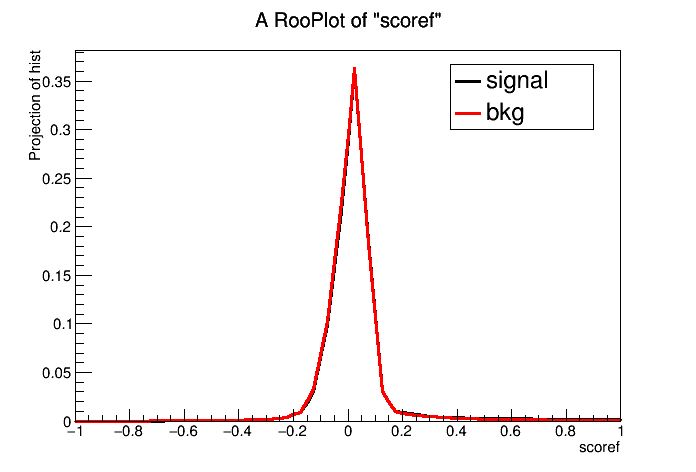 A RooPlot of "scoref"
Projection of hist
signal
bkg
0.35
0.3
0.25
0.2
0.15
0.1
0.05
0
−1 −0.8 −0.6 −0.4 −0.2 0 0.2 0.4 0.6 0.8 1
scoref